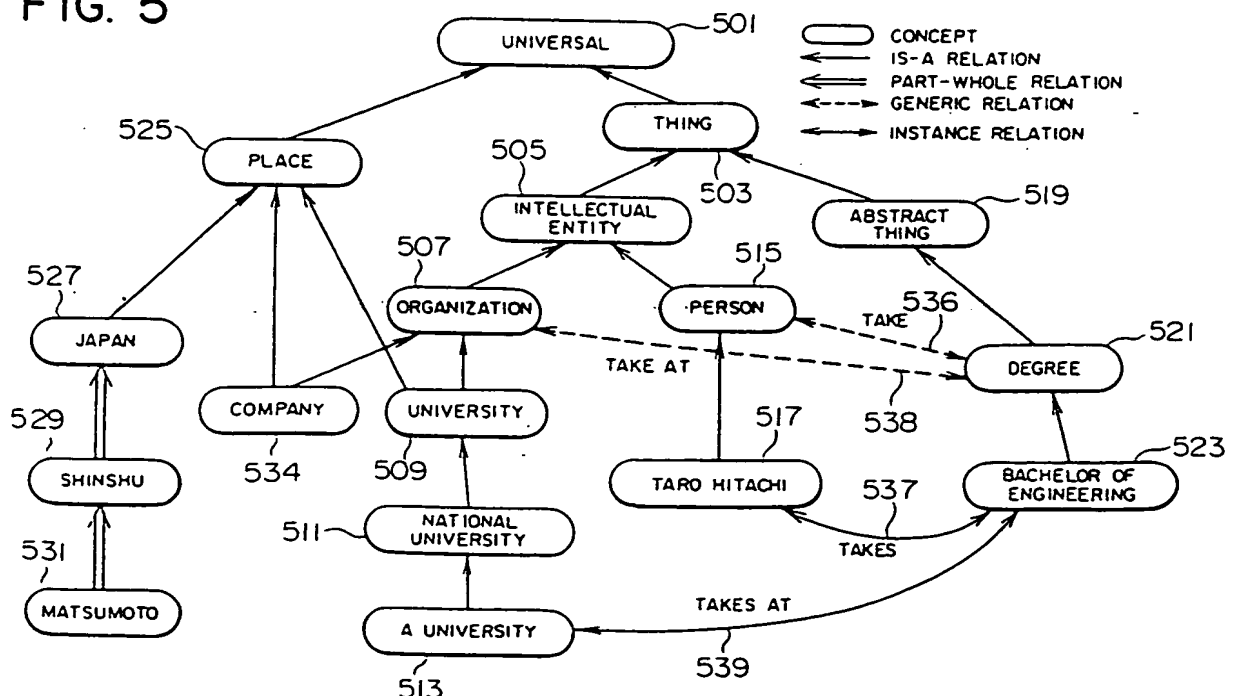 FIG. 5
UNIVERSAL
501
CONCEPT
IS-A RELATION
PART-WHOLE RELATION
GENERIC RELATION
INSTANCE RELATION
THING
503
525
PLACE
505
INTELLECTUAL
ENTITY
519
ABSTRACT
THING
507
ORGANIZATION
515
PERSON
TAKE
536
527
JAPAN
TAKE AT
538
521
DEGREE
COMPANY
534
UNIVERSITY
509
529
SHINSHU
517
TARO HITACHI
523
BACHELOR OF
ENGINEERING
537
TAKES
511
NATIONAL
UNIVERSITY
531
MATSUMOTO
A UNIVERSITY
513
TAKES AT
539